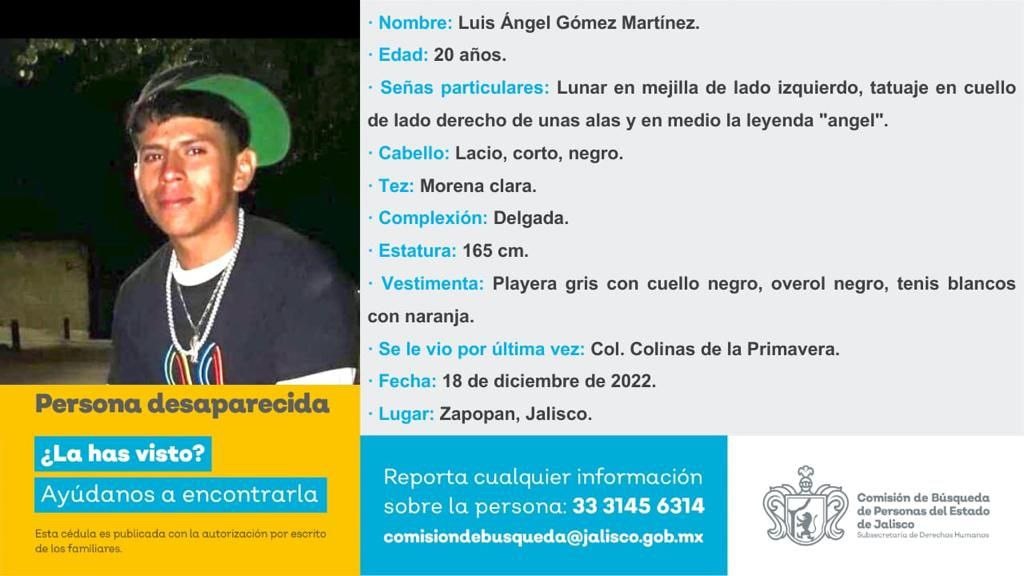 · Nombre: Luis Ángel Gómez Martínez.
· Edad: 20 años.
· Señas particulares: Lunar en mejilla de lado izquierdo, tatuaje en cuello
de lado derecho de unas alas y en medio la leyenda "angel".
· Cabello: Lacio, corto, negro.
· Tez: Morena clara.
· Complexión: Delgada.
· Estatura: 165 cm.
· Vestimenta: Playera gris con cuello negro, overol negro, tenis blancos
con naranja.
· Se le vio por última vez: Col. Colinas de la Primavera.
· Fecha: 18 de diciembre de 2022.
· Lugar: Zapopan, Jalisco.
Persona desaparecida
¿La has visto?
Ayúdanos a encontrarla
Esta cédula es publicada con la autorización por escrito
de los familiares.
Reporta cualquier información
sobre la persona: 33 3145 6314
comisiondebusqueda@jalisco.gob.mx
Comisión de Búsqueda
de Personas del Estado
de Jalisco
Subsecretaría de Derechos Humanos